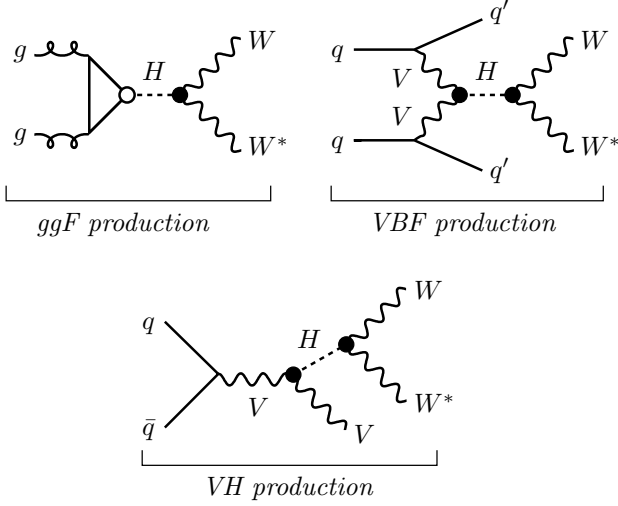 g
g
H
W
W*
ggF production
q
q
V
V
H
q′
q′
W
W*
VBF production
q
q̄
V
H
V
W
W*
VH production